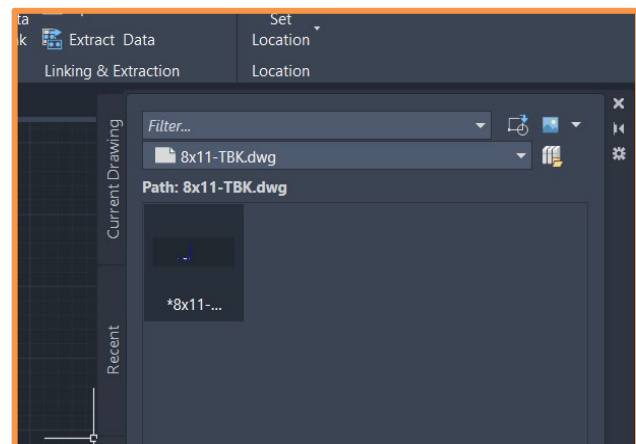 ta
Set
k Extract Data
Location
Linking & Extraction
Location
Filter...
8x11-TBK.dwg
Path: 8x11-TBK.dwg
*8x11-...
Current Drawing
Recent